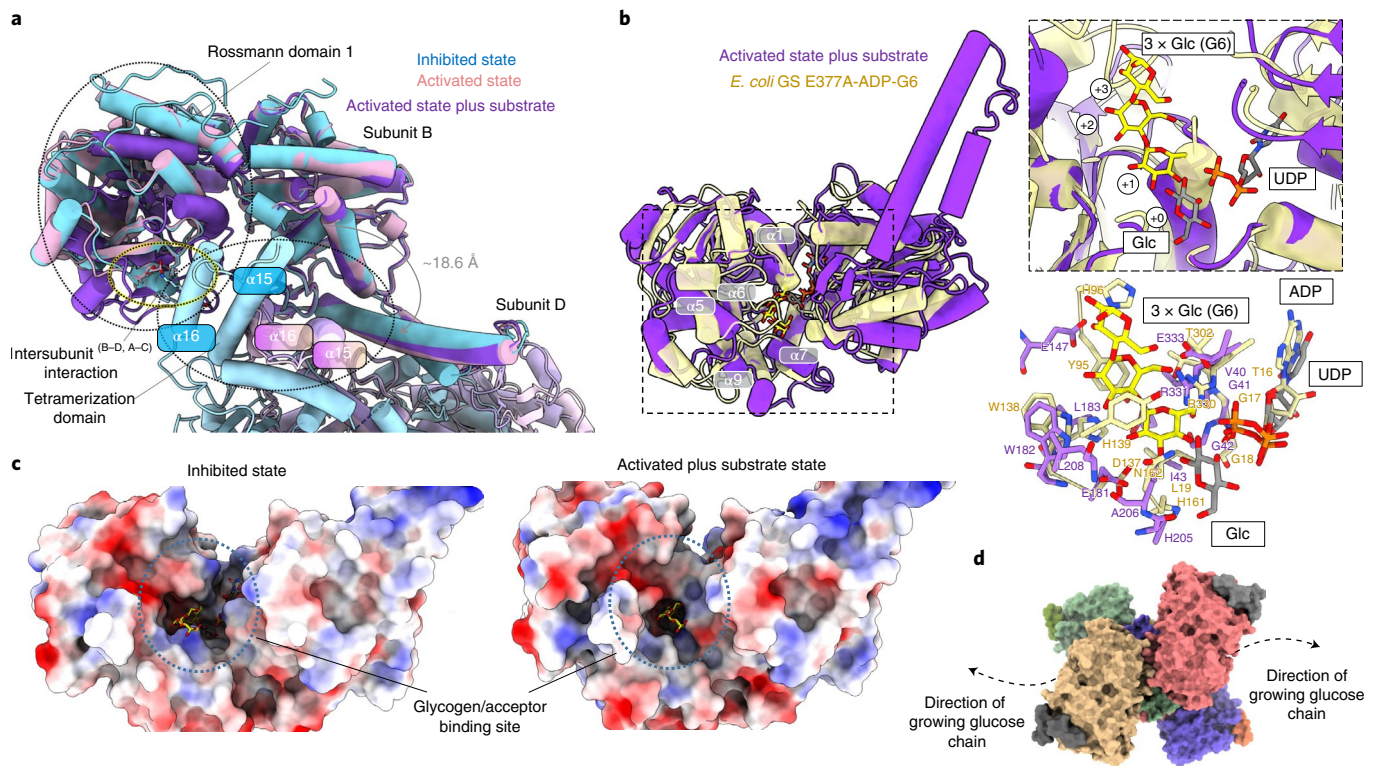 a
Rossmann domain 1
Inhibited state
Activated state
Activated state plus substrate
Subunit B
~18.6 Å
Subunit D
α15
α16
α16
α15
Intersubunit (B–D, A–C)
interaction
Tetramerization
domain
b
Activated state plus substrate
E. coli GS E377A-ADP-G6
α1
α6
α5
α7
α9
3 × Glc (G6)
+3
+2
+1
+0
UDP
Glc
ADP
H96
3 × Glc (G6)
E147
E333
T302
Y95
V40
T16
UDP
G41
R331
G17
W138
L183
R330
H139
G42
G18
W182
L208
D137
N162
I43
L19
E181
H161
A206
H205
Glc
c
Inhibited state
Activated plus substrate state
Glycogen/acceptor
binding site
d
Direction of
growing glucose
chain
Direction of
growing glucose
chain